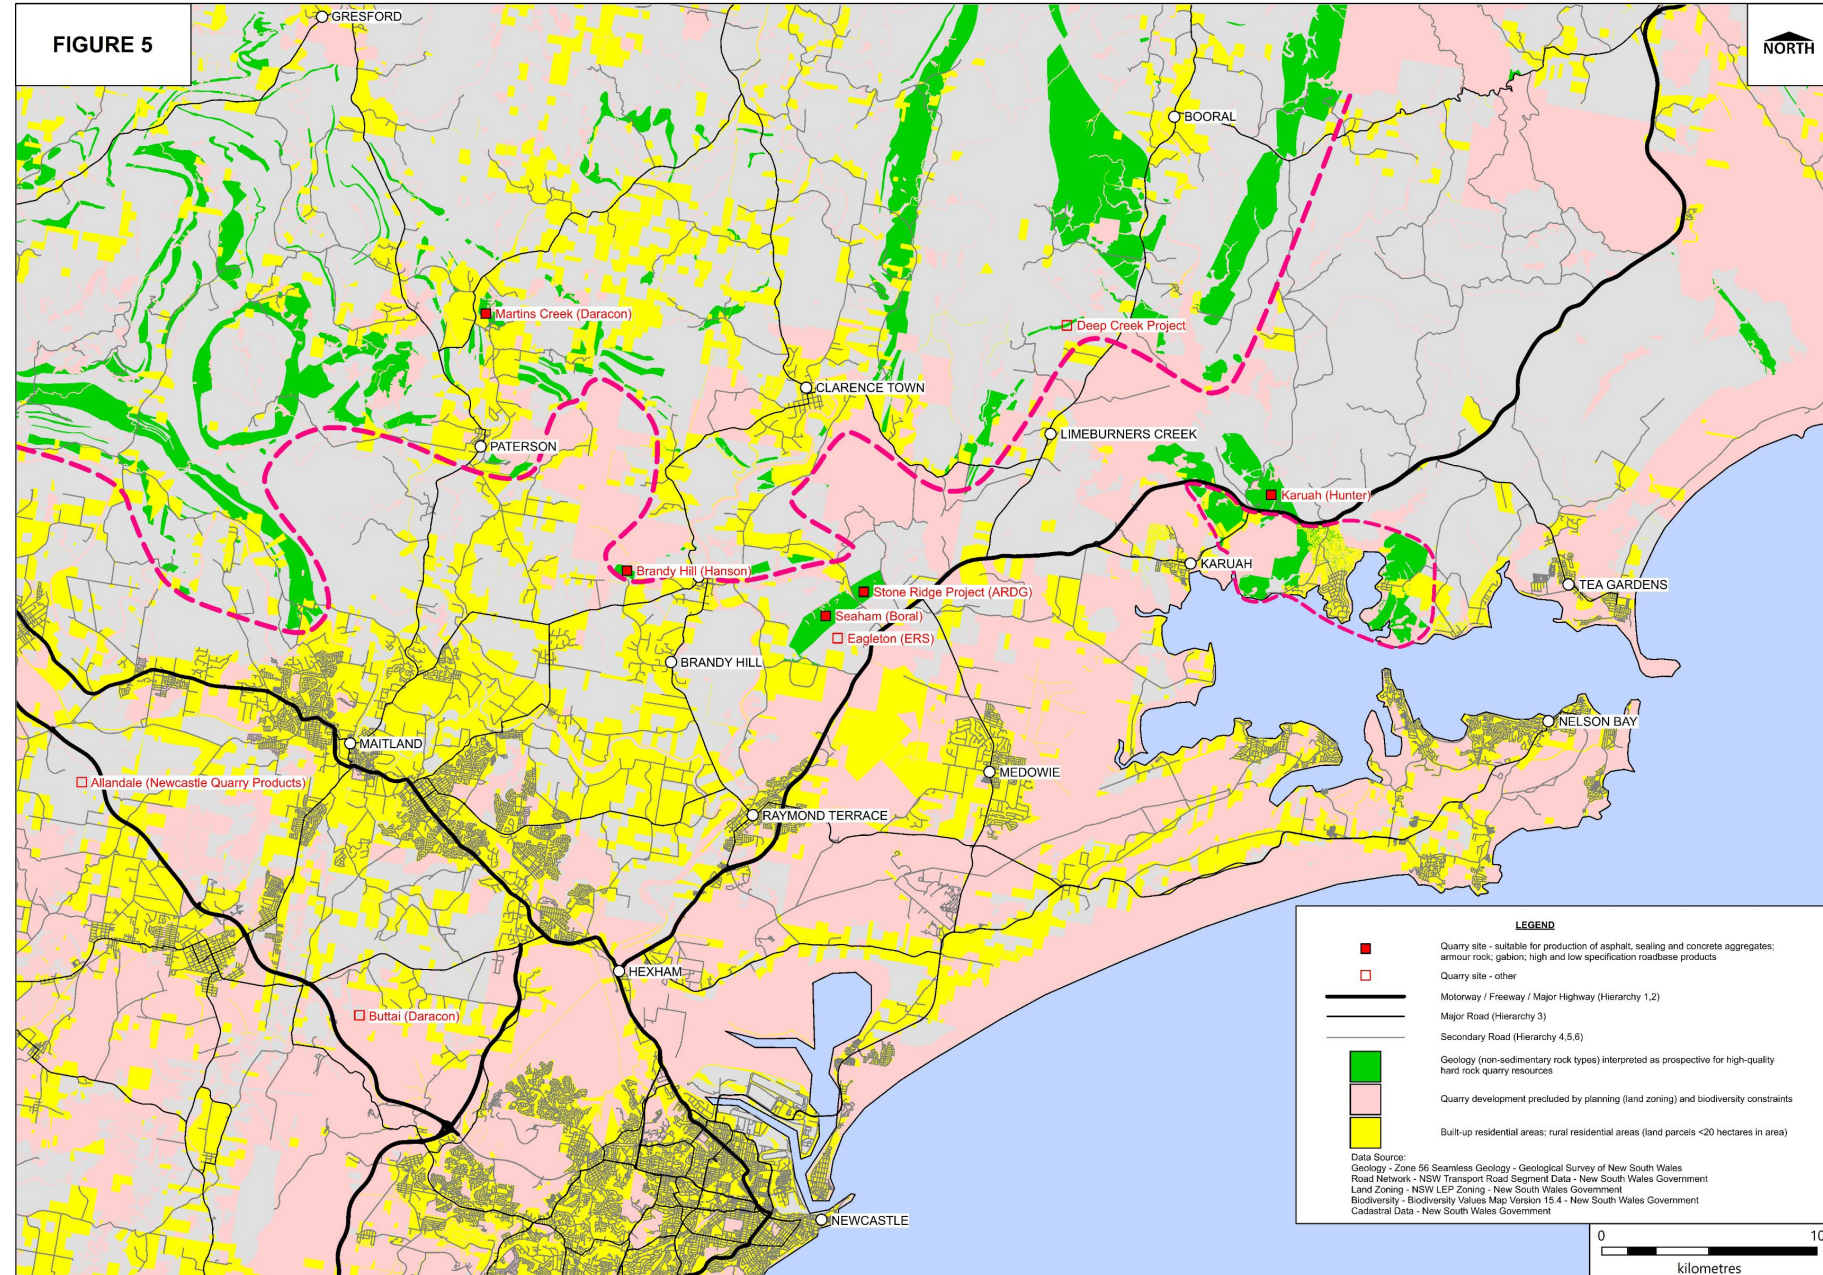 FIGURE 5
NORTH
GRESFORD
BOORAL
Martins Creek (Daracon)
Deep Creek Project
CLARENCE TOWN
PATERSON
LIMEBURNERS CREEK
Karuah (Hunter)
KARUAH
Brandy Hill (Hanson)
TEA GARDENS
Stone Ridge Project (ARDG)
Seaham (Boral)
Eagleton (ERS)
BRANDY HILL
NELSON BAY
MAITLAND
MEDOWIE
Allandale (Newcastle Quarry Products)
RAYMOND TERRACE
HEXHAM
Buttai (Daracon)
NEWCASTLE
LEGEND
Quarry site - suitable for production of asphalt, sealing and concrete aggregates;
armour rock; gabion; high and low specification roadbase products
Quarry site - other
Motorway / Freeway / Major Highway (Hierarchy 1,2)
Major Road (Hierarchy 3)
Secondary Road (Hierarchy 4,5,6)
Geology (non-sedimentary rock types) interpreted as prospective for high-quality
hard rock quarry resources
Quarry development precluded by planning (land zoning) and biodiversity constraints
Built-up residential areas; rural residential areas (land parcels <20 hectares in area)
Data Source:
Geology - Zone 56 Seamless Geology - Geological Survey of New South Wales
Road Network - NSW Transport Road Segment Data - New South Wales Government
Land Zoning - NSW LEP Zoning - New South Wales Government
Biodiversity - Biodiversity Values Map Version 15.4 - New South Wales Government
Cadastral Data - New South Wales Government
0 10
kilometres